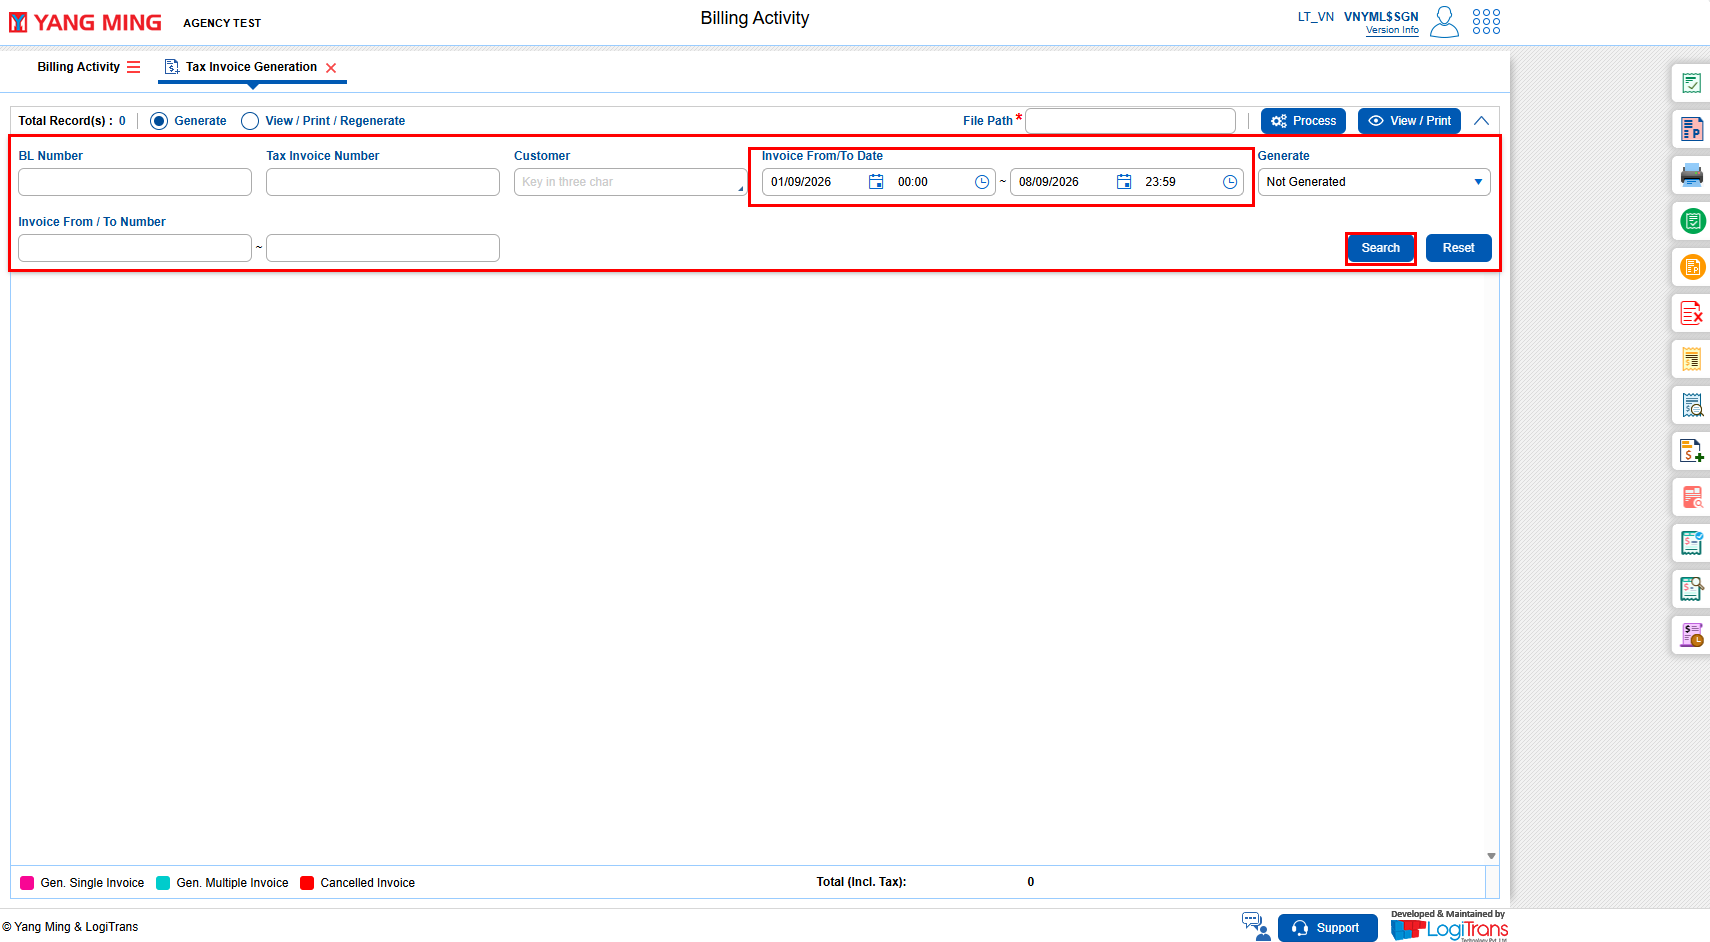 YANG MING AGENCY TEST Billing Activity LT_VN VNYML$SGN
Version Info
Billing Activity Tax Invoice Generation
Total Record(s) : 0 Generate View / Print / Regenerate File Path * Process View / Print
BL Number Tax Invoice Number Customer Invoice From/To Date Generate
Key in three char 01/09/2026 00:00 ~ 08/09/2026 23:59 Not Generated
Invoice From / To Number
~ Search Reset
Gen. Single Invoice Gen. Multiple Invoice Cancelled Invoice Total (Incl. Tax): 0
© Yang Ming & LogiTrans Support
Developed & Maintained by
LogiTrans
Technology Pvt. Ltd.